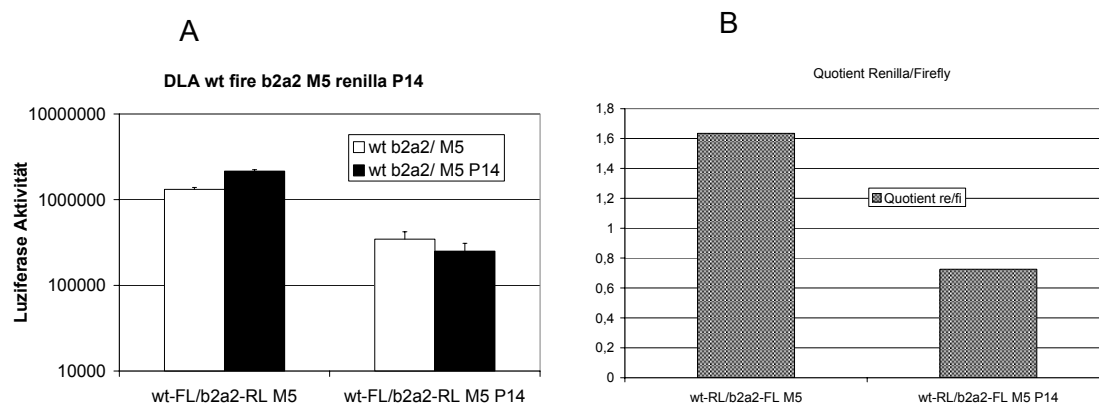 A
DLA wt fire b2a2 M5 renilla P14
Luziferase Aktivität
10000000
1000000
100000
10000
wt b2a2/ M5
wt b2a2/ M5 P14
wt-FL/b2a2-RL M5
wt-FL/b2a2-RL M5 P14
B
Quotient Renilla/Firefly
1,8
1,6
1,4
1,2
1
0,8
0,6
0,4
0,2
0
Quotient re/fi
wt-RL/b2a2-FL M5
wt-RL/b2a2-FL M5 P14